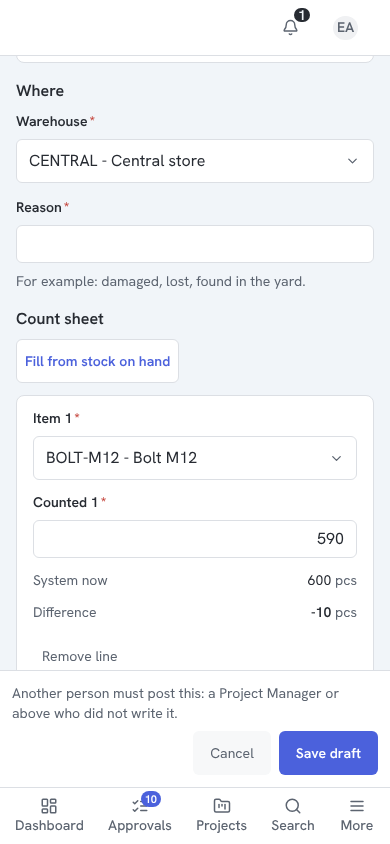 1
EA
Where
Warehouse *
CENTRAL - Central store
Reason *
For example: damaged, lost, found in the yard.
Count sheet
Fill from stock on hand
Item 1 *
BOLT-M12 - Bolt M12
Counted 1 *
590
System now 600 pcs
Difference -10 pcs
Remove line
Another person must post this: a Project Manager or
above who did not write it.
Cancel Save draft
10
Dashboard Approvals Projects Search More